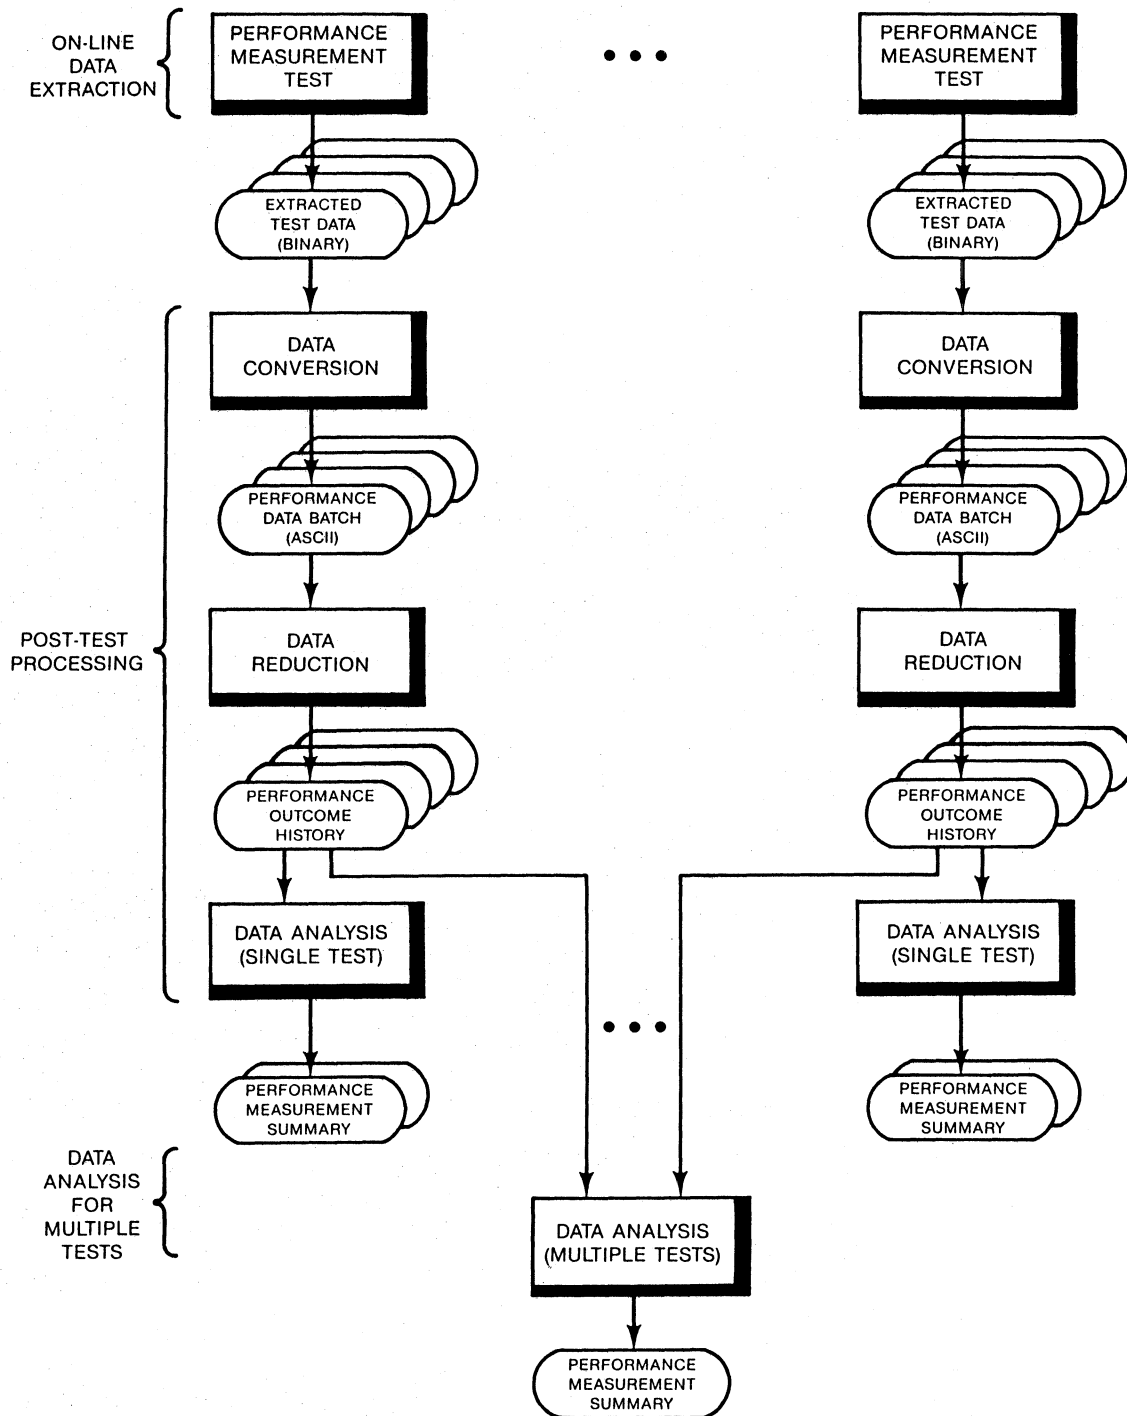 ON-LINE
DATA
EXTRACTION
PERFORMANCE
MEASUREMENT
TEST
PERFORMANCE
MEASUREMENT
TEST
EXTRACTED
TEST DATA
(BINARY)
EXTRACTED
TEST DATA
(BINARY)
POST-TEST
PROCESSING
DATA
CONVERSION
DATA
CONVERSION
PERFORMANCE
DATA BATCH
(ASCII)
PERFORMANCE
DATA BATCH
(ASCII)
DATA
REDUCTION
DATA
REDUCTION
PERFORMANCE
OUTCOME
HISTORY
PERFORMANCE
OUTCOME
HISTORY
DATA ANALYSIS
(SINGLE TEST)
DATA ANALYSIS
(SINGLE TEST)
PERFORMANCE
MEASUREMENT
SUMMARY
PERFORMANCE
MEASUREMENT
SUMMARY
DATA
ANALYSIS
FOR
MULTIPLE
TESTS
DATA ANALYSIS
(MULTIPLE TESTS)
PERFORMANCE
MEASUREMENT
SUMMARY